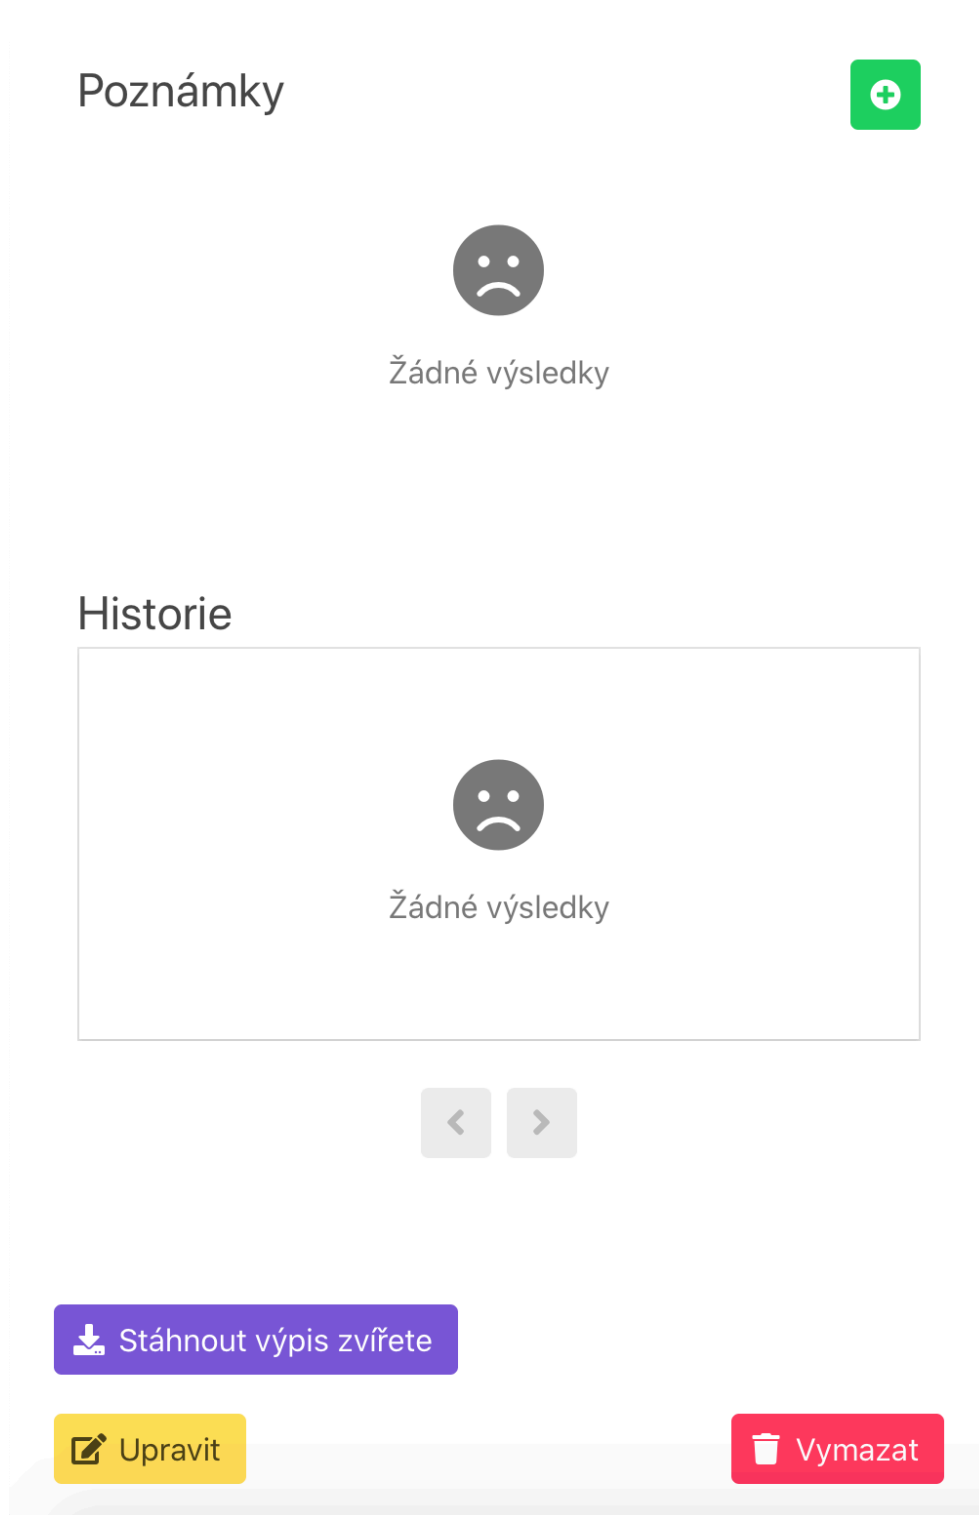 Poznámky
Žádné výsledky
Historie
Žádné výsledky
Stáhnout výpis zvířete
Upravit
Vymazat